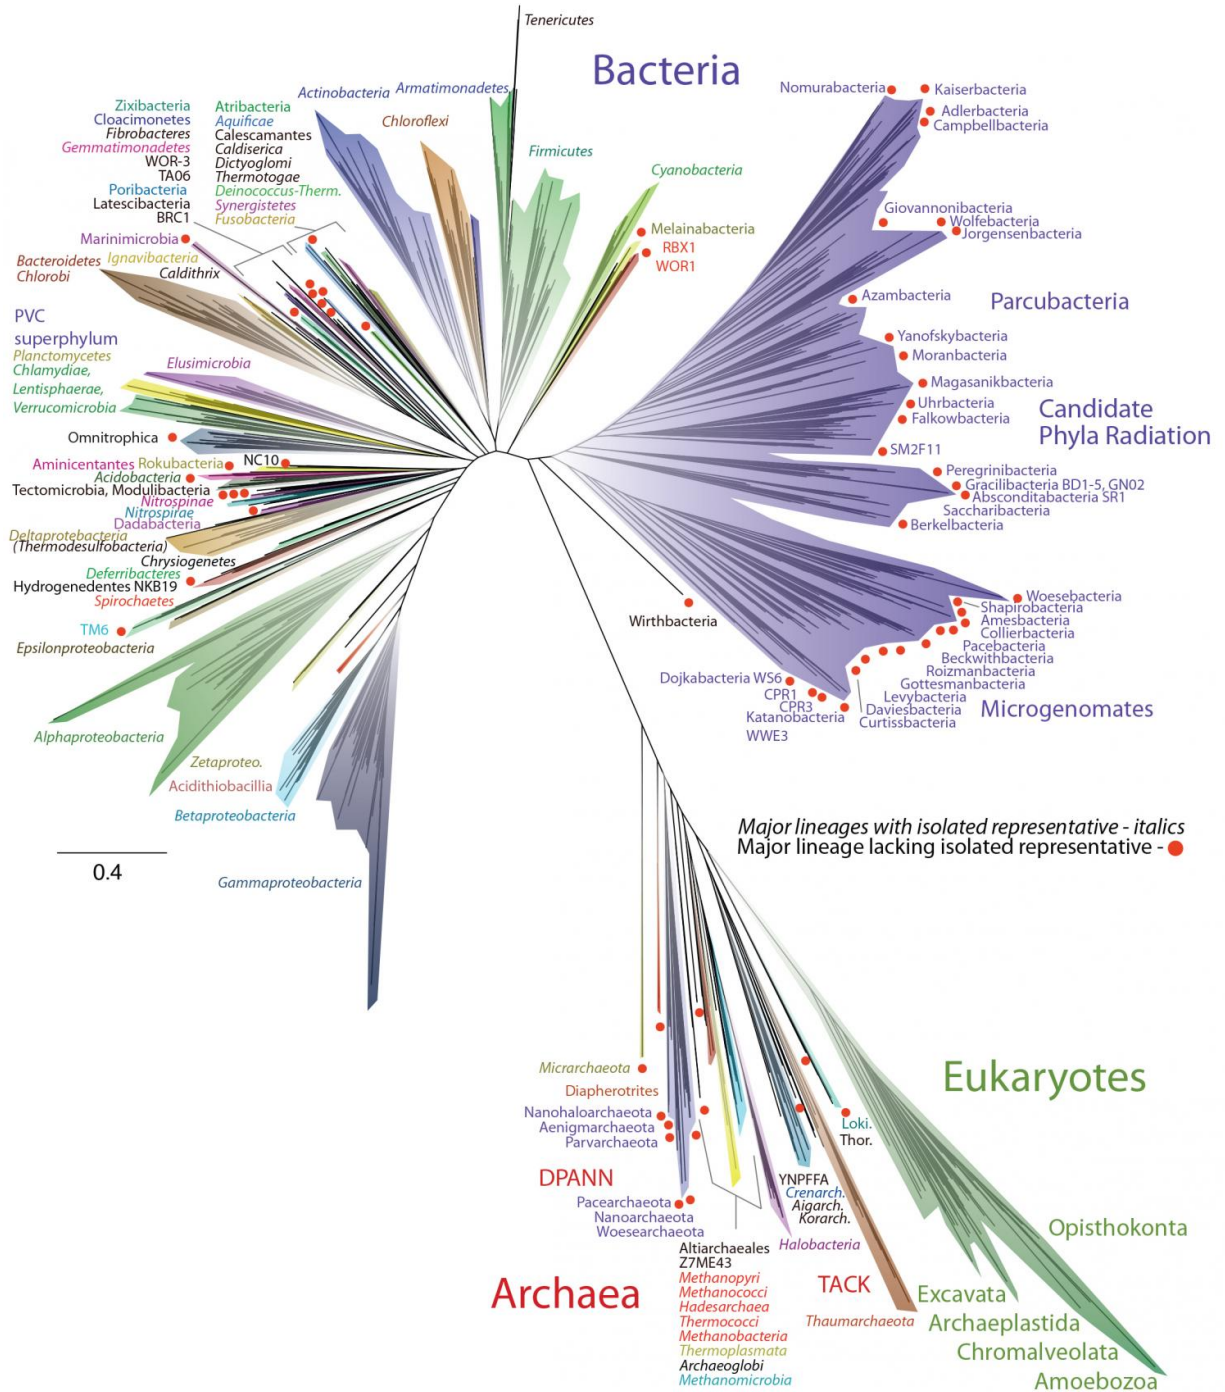 Tenericutes
Bacteria
Actinobacteria
Armatimonadetes
Chloroflexi
Firmicutes
Cyanobacteria
Melainabacteria
RBX1
WOR1
Zixibacteria
Cloacimonetes
Fibrobacteres
Gemmatimonadetes
WOR-3
TA06
Poribacteria
Latescibacteria
BRC1
Atribacteria
Aquificae
Calescamantes
Caldiserica
Dictyoglomi
Thermotogae
Deinococcus-Therm.
Synergistetes
Fusobacteria
Marinimicrobia
Ignavibacteria
Bacteroidetes
Chlorobi
Caldithrix
PVC
superphylum
Planctomycetes
Chlamydiae,
Lentisphaerae,
Verrucomicrobia
Elusimicrobia
Omnitrophica
Aminicentantes
Rokubacteria
NC10
Acidobacteria
Tectomicrobia, Modulibacteria
Nitrospinae
Nitrospirae
Dadabacteria
Deltaprotebacteria
(Thermodesulfobacteria)
Chrysiogenetes
Deferribacteres
Hydrogenedentes NKB19
Spirochaetes
TM6
Epsilonproteobacteria
Alphaproteobacteria
Zetaproteo.
Acidithiobacillia
Betaproteobacteria
Gammaproteobacteria
0.4
Nomurabacteria
Kaiserbacteria
Adlerbacteria
Campbellbacteria
Giovannonibacteria
Wolfebacteria
Jorgensenbacteria
Azambacteria
Parcubacteria
Yanofskybacteria
Moranbacteria
Magasanikbacteria
Uhrbacteria
Falkowbacteria
Candidate
Phyla Radiation
SM2F11
Peregrinibacteria
Gracilibacteria BD1-5, GN02
Absconditabacteria SR1
Saccharibacteria
Berkelbacteria
Woesebacteria
Shapirobacteria
Amesbacteria
Collierbacteria
Pacebacteria
Beckwithbacteria
Roizmanbacteria
Gottesmanbacteria
Levybacteria
Daviesbacteria
Curtissbacteria
Microgenomates
Wirthbacteria
Dojkabacteria WS6
CPR1
CPR3
Katanobacteria
WWE3
Major lineages with isolated representative - italics
Major lineage lacking isolated representative -
Micrarchaeota
Diapherotrites
Nanohaloarchaeota
Aenigmarchaeota
Parvarchaeota
DPANN
Pacearchaeota
Nanoarchaeota
Woesearchaeota
Archaea
Altiarchaeales
Z7ME43
Methanopyri
Methanococci
Hadesarchaea
Thermococci
Methanobacteria
Thermoplasmata
Archaeoglobi
Methanomicrobia
Halobacteria
YNPFFA
Crenarch.
Aigarch.
Korarch.
Loki.
Thor.
TACK
Thaumarchaeota
Eukaryotes
Opisthokonta
Excavata
Archaeplastida
Chromalveolata
Amoebozoa